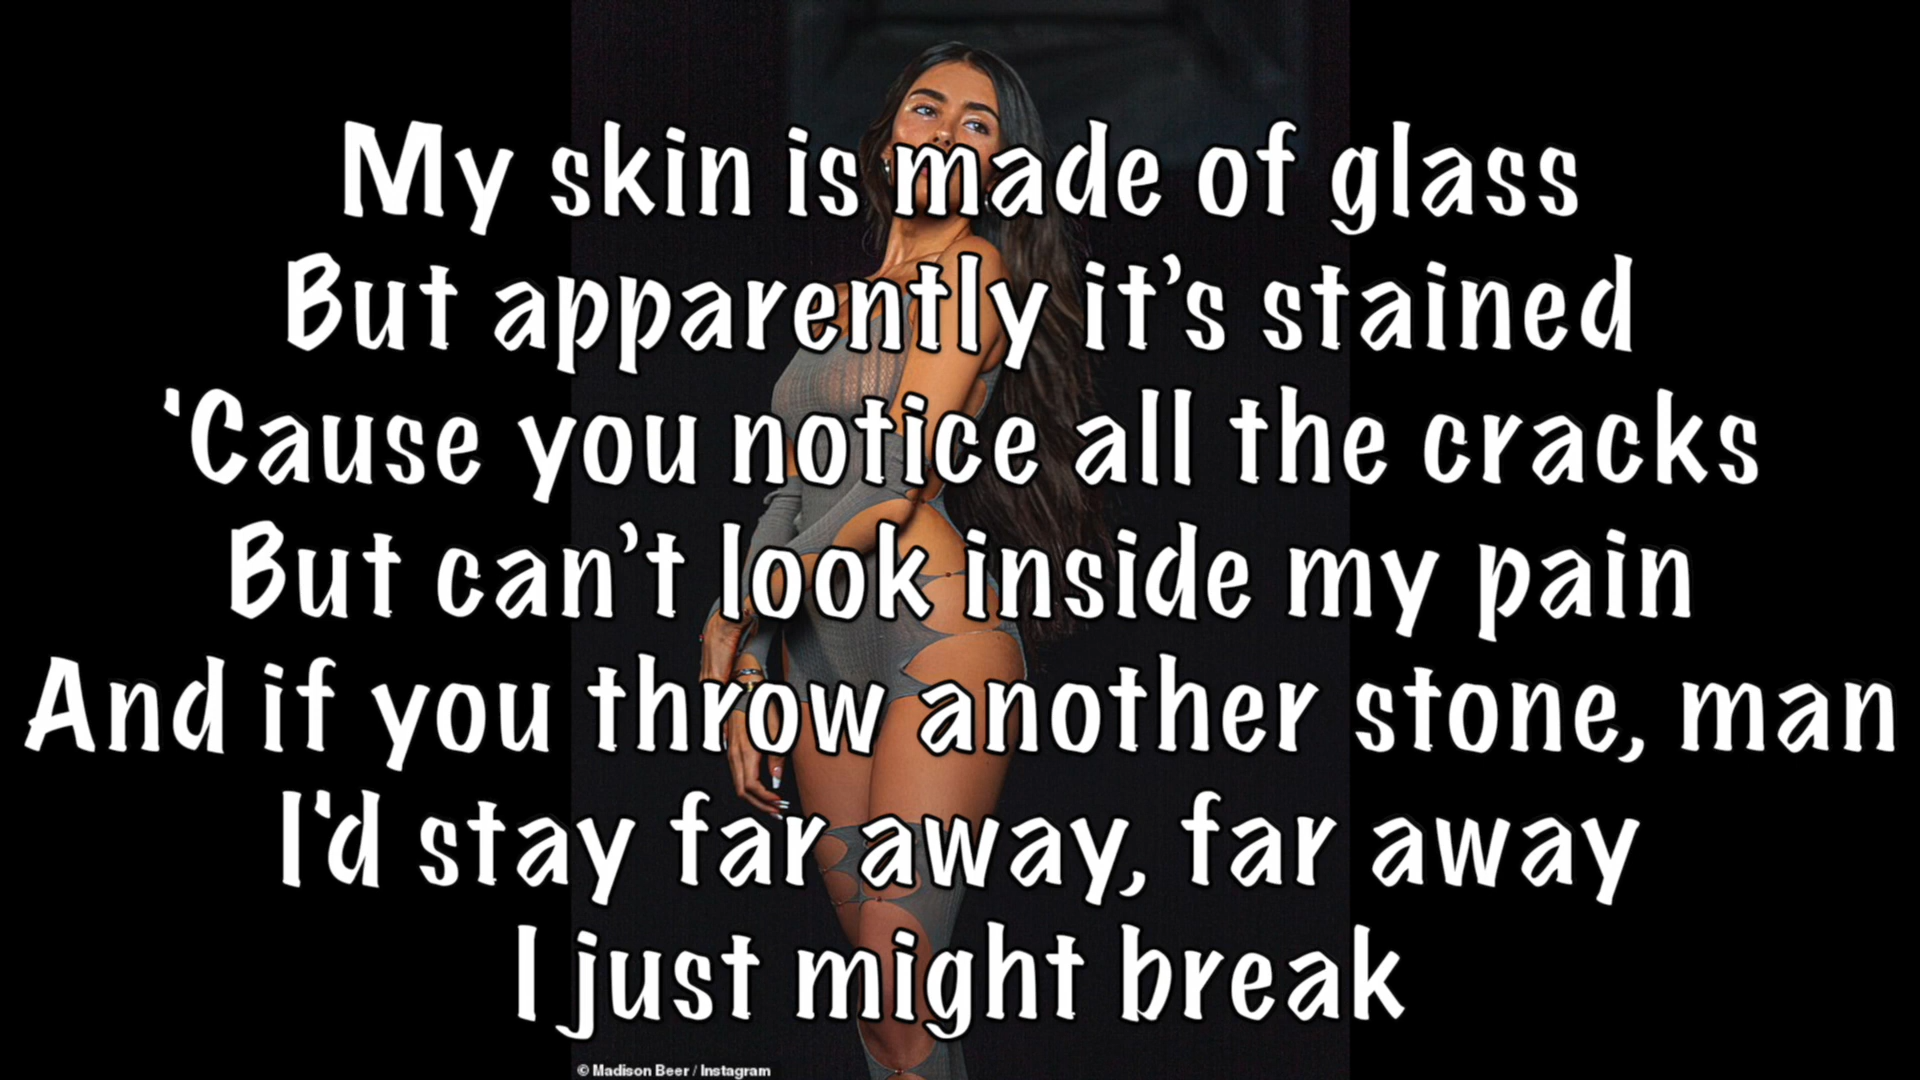 My skin is made of glass
But apparently it's stained
‘Cause you notice all the cracks
But can’t look inside my pain
And if you throw another stone, man
I‘d stay far away, far away
I just might break
© Madison Beer / Instagram